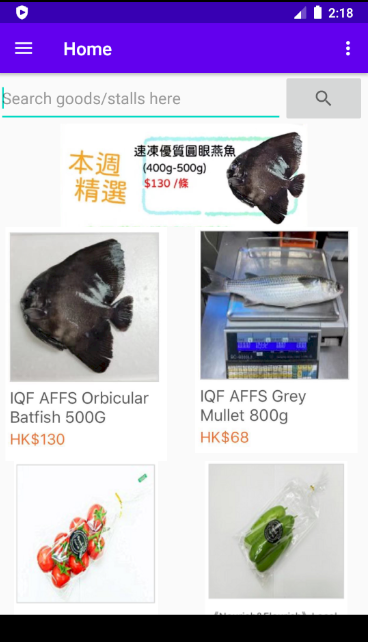 2:18
Home
Search goods/stalls here
本週
精選
速凍優質圓眼燕魚
(400g-500g)
$130 /條
IQF AFFS Orbicular
Batfish 500G
HK$130
IQF AFFS Grey
Mullet 800g
HK$68